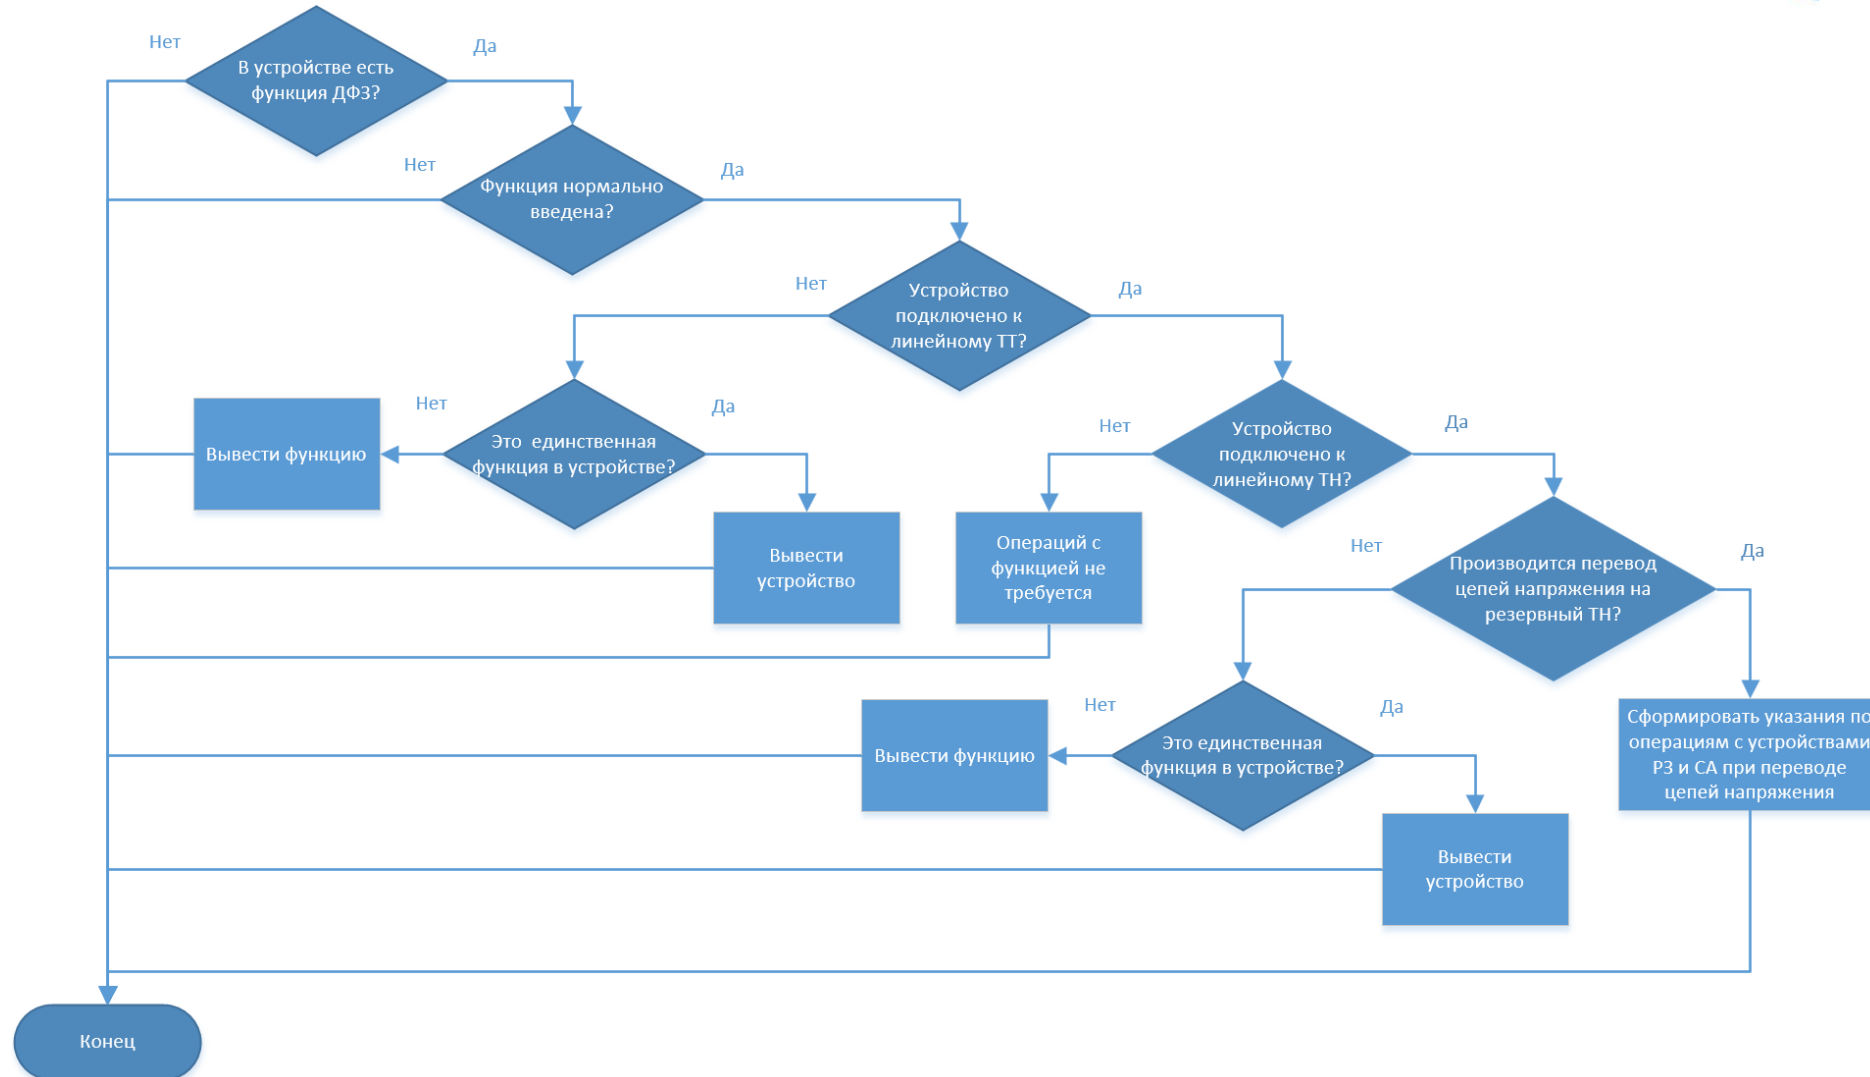 Нет
Да
В устройстве есть
функция ДФЗ?
Нет
Да
Функция нормально
введена?
Нет
Да
Устройство
подключено к
линейному ТТ?
Нет
Да
Это  единственная
функция в устройстве?
Вывести функцию
Вывести
устройство
Нет
Да
Устройство
подключено к
линейному ТН?
Операций с
функцией не
требуется
Нет
Да
Производится перевод
цепей напряжения на
резервный ТН?
Нет
Да
Это единственная
функция в устройстве?
Вывести функцию
Вывести
устройство
Сформировать указания по
операциям с устройствами
РЗ и СА при переводе
цепей напряжения
Конец